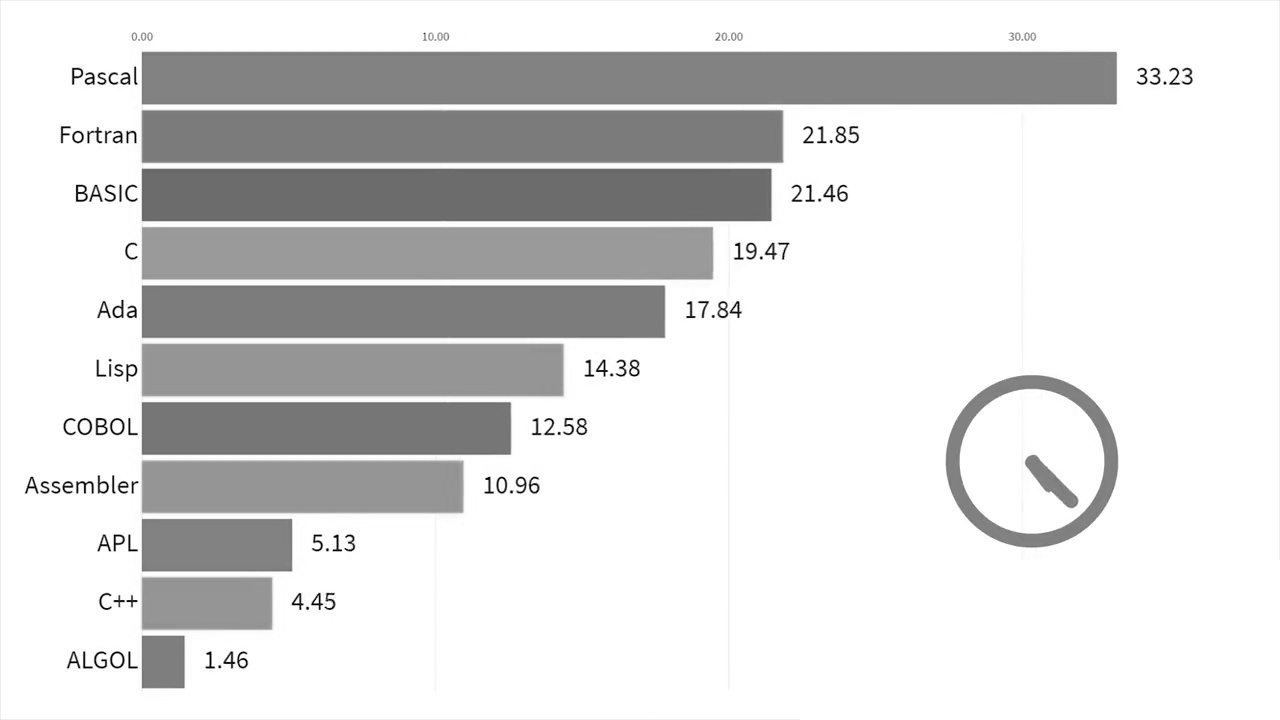 0.00 10.00 20.00 30.00
Pascal 33.23
Fortran 21.85
BASIC 21.46
C 19.47
Ada 17.84
Lisp 14.38
COBOL 12.58
Assembler 10.96
APL 5.13
C++ 4.45
ALGOL 1.46